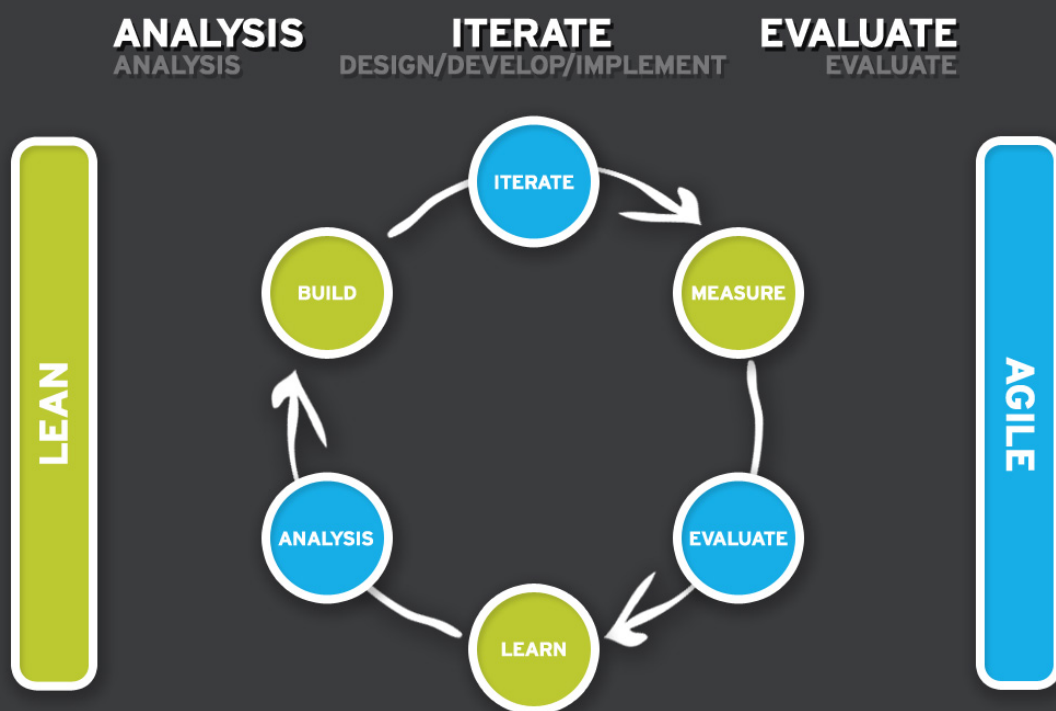 ANALYSIS ITERATE EVALUATE
ANALYSIS DESIGN/DEVELOP/IMPLEMENT EVALUATE
ITERATE
BUILD
MEASURE
LEAN
AGILE
ANALYSIS
EVALUATE
LEARN